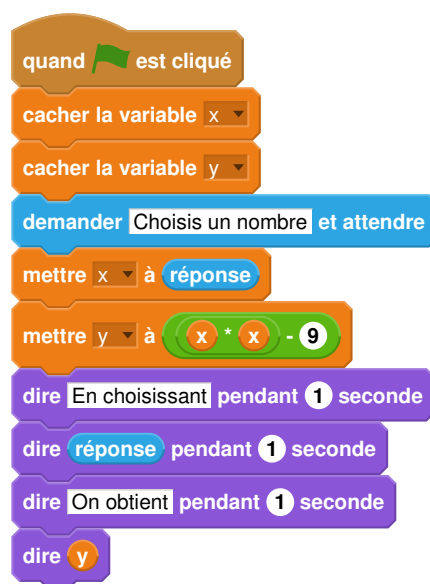 quand est cliqué
cacher la variable x
cacher la variable y
demander Choisis un nombre et attendre
mettre x à réponse
mettre y à x * x - 9
dire En choisissant pendant 1 seconde
dire réponse pendant 1 seconde
dire On obtient pendant 1 seconde
dire y